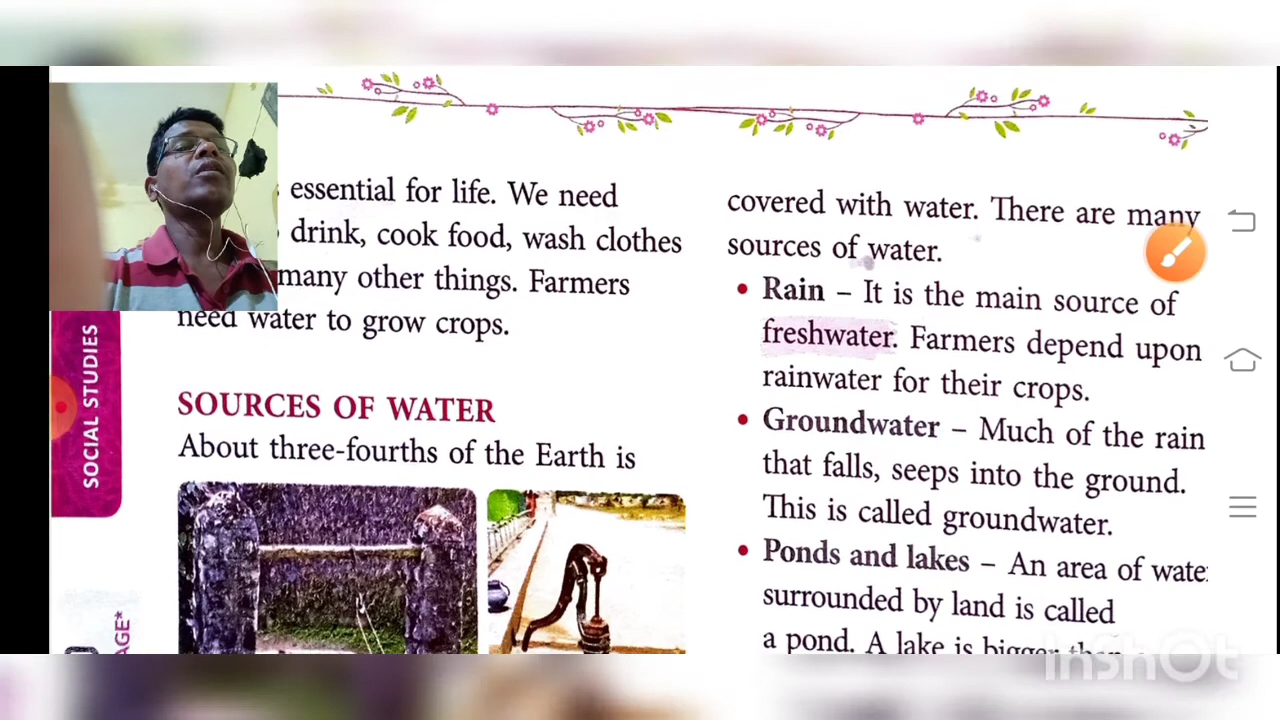 essential for life. We need
drink, cook food, wash clothes
many other things. Farmers
need water to grow crops.
SOURCES OF WATER
About three-fourths of the Earth is
covered with water. There are many
sources of water.
• Rain – It is the main source of
freshwater. Farmers depend upon
rainwater for their crops.
• Groundwater – Much of the rain
that falls, seeps into the ground.
This is called groundwater.
• Ponds and lakes – An area of wate
surrounded by land is called
a pond. A lake is bigger than
SOCIAL STUDIES
AGE*
InShOt